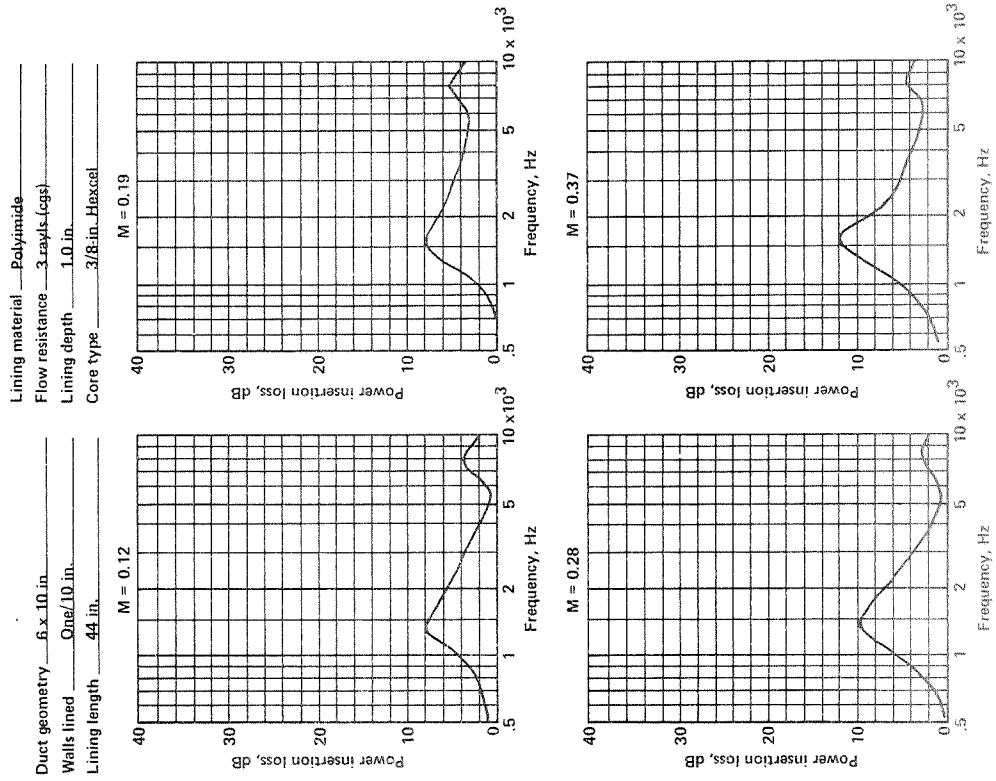 Duct geometry 6 x 10 in
Walls lined One/10 in.
Lining length 44 in.
Lining material Polyimide
Flow resistance 3 rayls (cgs)
Lining depth 1.0 in.
Core type 3/8-in. Hexcel
M = 0.12
Power insertion loss, dB
40
30
20
10
0
.5
1
2
5
10 x 10³
Frequency, Hz
M = 0.19
Power insertion loss, dB
40
30
20
10
0
.5
1
2
5
10 x 10³
Frequency, Hz
M = 0.28
Power insertion loss, dB
40
30
20
10
0
.5
1
2
5
10 x 10³
Frequency, Hz
M = 0.37
Power insertion loss, dB
40
30
20
10
0
.5
1
2
5
10 x 10³
Frequency, Hz